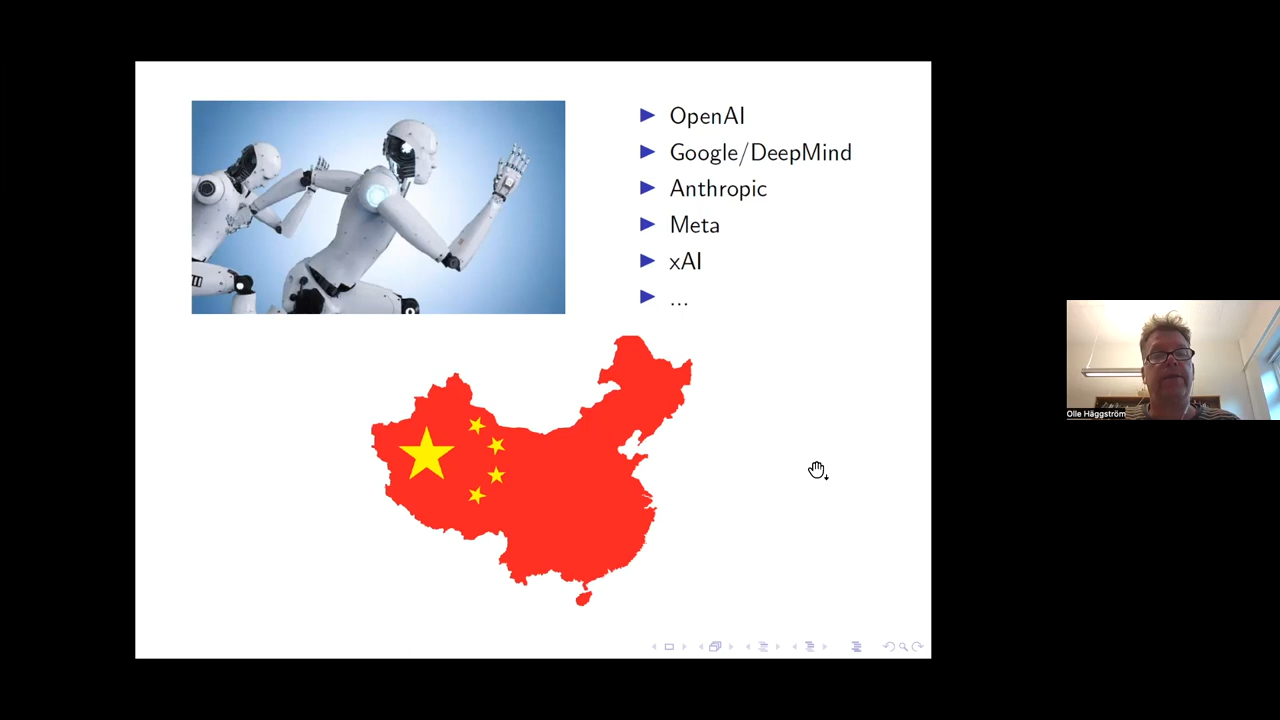 OpenAI
Google/DeepMind
Anthropic
Meta
xAI
...
Olle Häggström